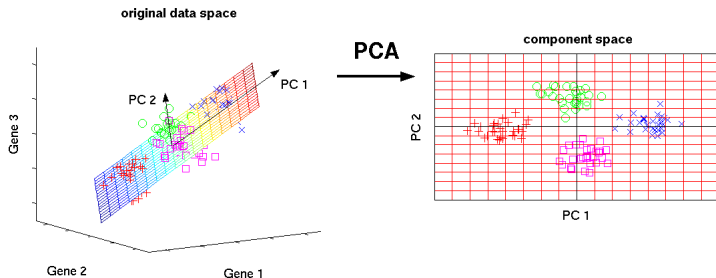 original data space
Gene 3
PC 2
PC 1
Gene 2
Gene 1
PCA
component space
PC 2
PC 1